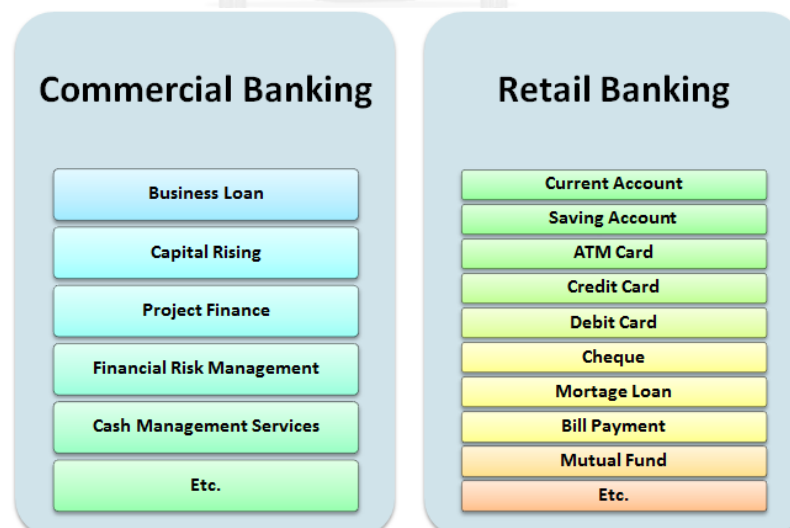 Commercial Banking
Business Loan
Capital Rising
Project Finance
Financial Risk Management
Cash Management Services
Etc.
Retail Banking
Current Account
Saving Account
ATM Card
Credit Card
Debit Card
Cheque
Mortage Loan
Bill Payment
Mutual Fund
Etc.